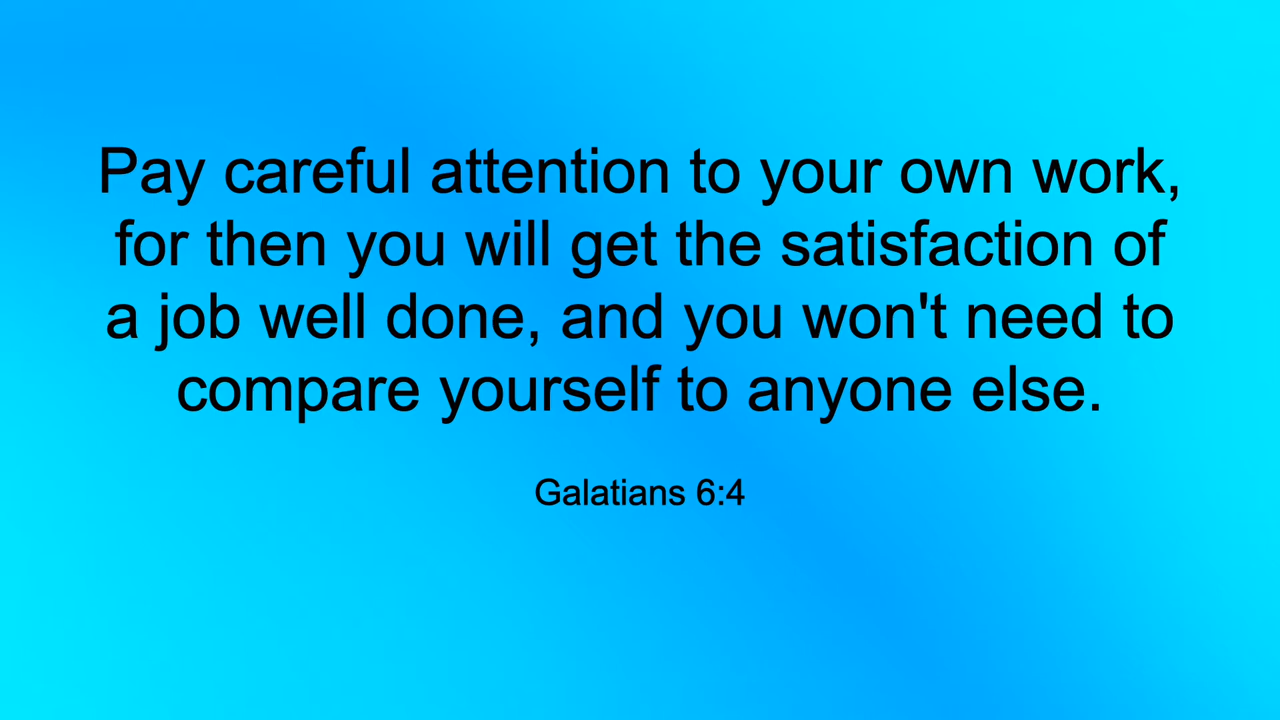 Pay careful attention to your own work,
for then you will get the satisfaction of
a job well done, and you won't need to
compare yourself to anyone else.
Galatians 6:4